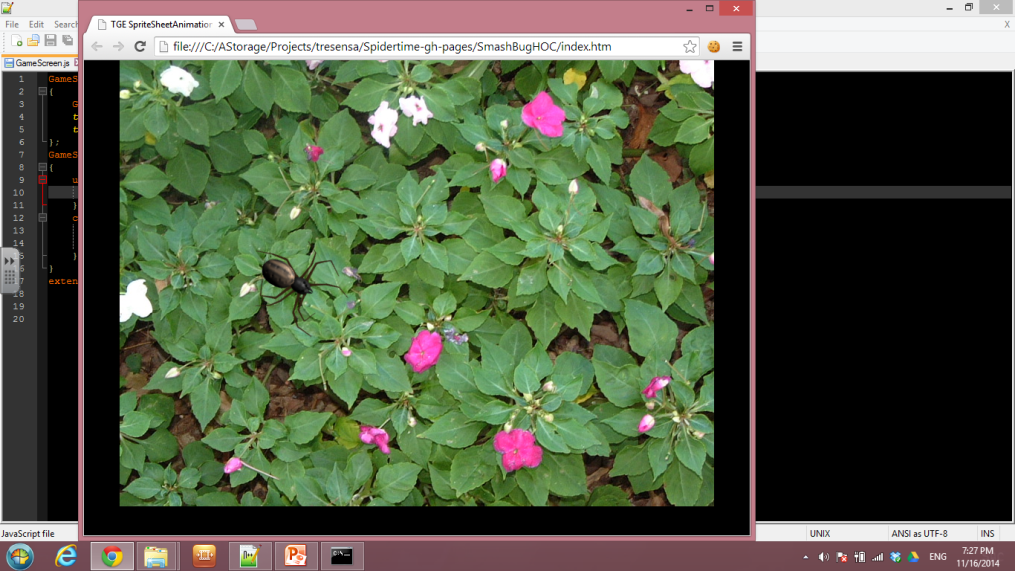 File Edit Search
X
TGE SpriteSheetAnimation
file:///C:/AStorage/Projects/tresensa/Spidertime-gh-pages/SmashBugHOC/index.htm
GameScreen.js
1 GameS
2 {
3 G
4 t
5 t
6 };
7 GameS
8 {
9 u
10
11 }
12 c
13
14
15 }
16 }
17 exten
18
19
20
JavaScript file
UNIX
ANSI as UTF-8
INS
ENG
7:27 PM
11/16/2014